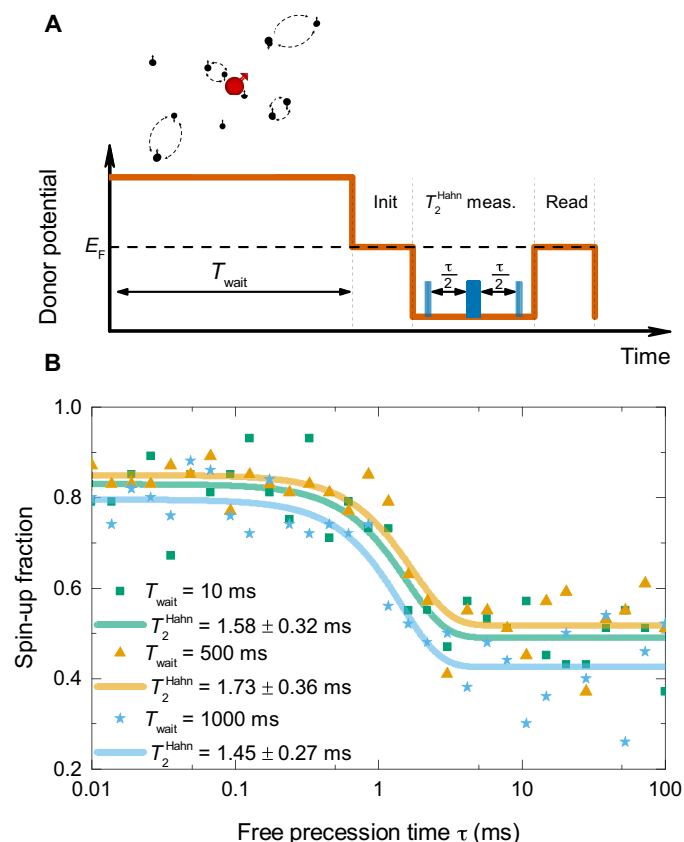 A
Donor potential
E_F
Init
T_2^Hahn meas.
Read
τ/2
τ/2
T_wait
Time
B
Spin-up fraction
1.0
0.8
0.6
0.4
0.2
T_wait = 10 ms
T_2^Hahn = 1.58 ± 0.32 ms
T_wait = 500 ms
T_2^Hahn = 1.73 ± 0.36 ms
T_wait = 1000 ms
T_2^Hahn = 1.45 ± 0.27 ms
0.01
0.1
1
10
100
Free precession time τ (ms)